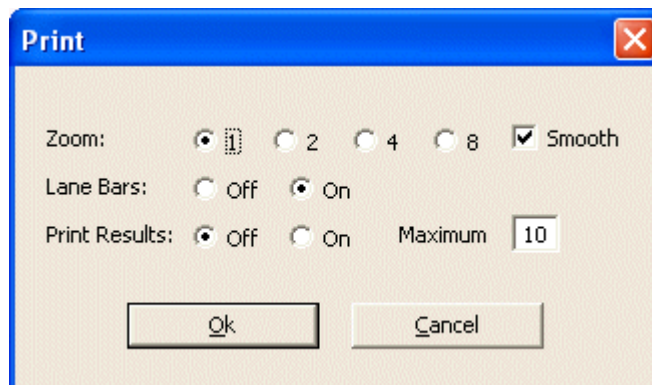 Print
Zoom: 1 2 4 8 Smooth
Lane Bars: Off On
Print Results: Off On Maximum 10
Ok Cancel